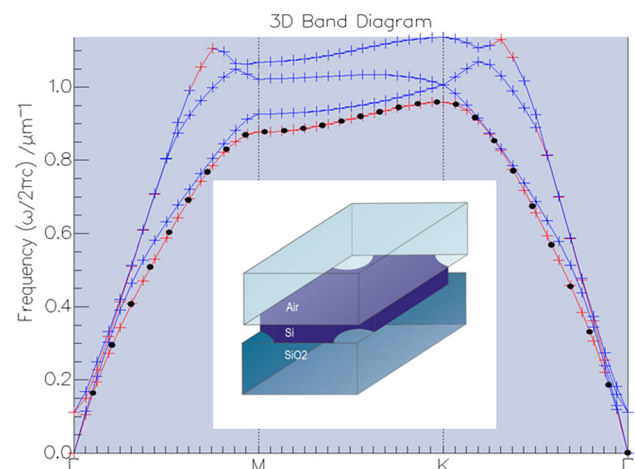 3D Band Diagram
Frequency (ω/2πc) /μm⁻¹
1.0
0.8
0.6
0.4
0.2
0.0
Air
Si
SiO2
Γ M K Γ